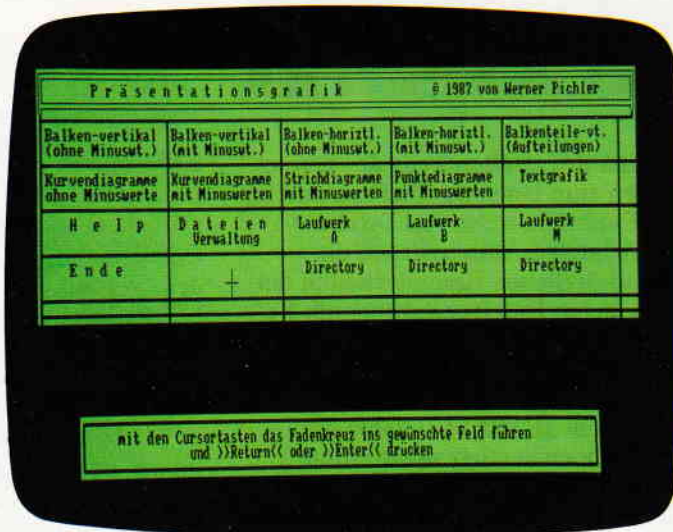 Präsentationsgrafik © 1987 von Werner Pichler
Balken-vertikal Balken-vertikal Balken-horiztl. Balken-horiztl. Balkenteile-vt.
(ohne Minuswt.) (mit Minuswt.) (ohne Minuswt.) (mit Minuswt.) (Aufteilungen)
Kurvendiagramme Kurvendiagramme Strichdiagramme Punktediagramme Textgrafik
ohne Minuswerte mit Minuswerten mit Minuswerten mit Minuswerten
Help Dateien Laufwerk Laufwerk Laufwerk
Verwaltung A B M
Ende Directory Directory Directory
mit den Cursortasten das Fadenkreuz ins gewünschte Feld führen
und >>Return<< oder >>Enter<< drücken